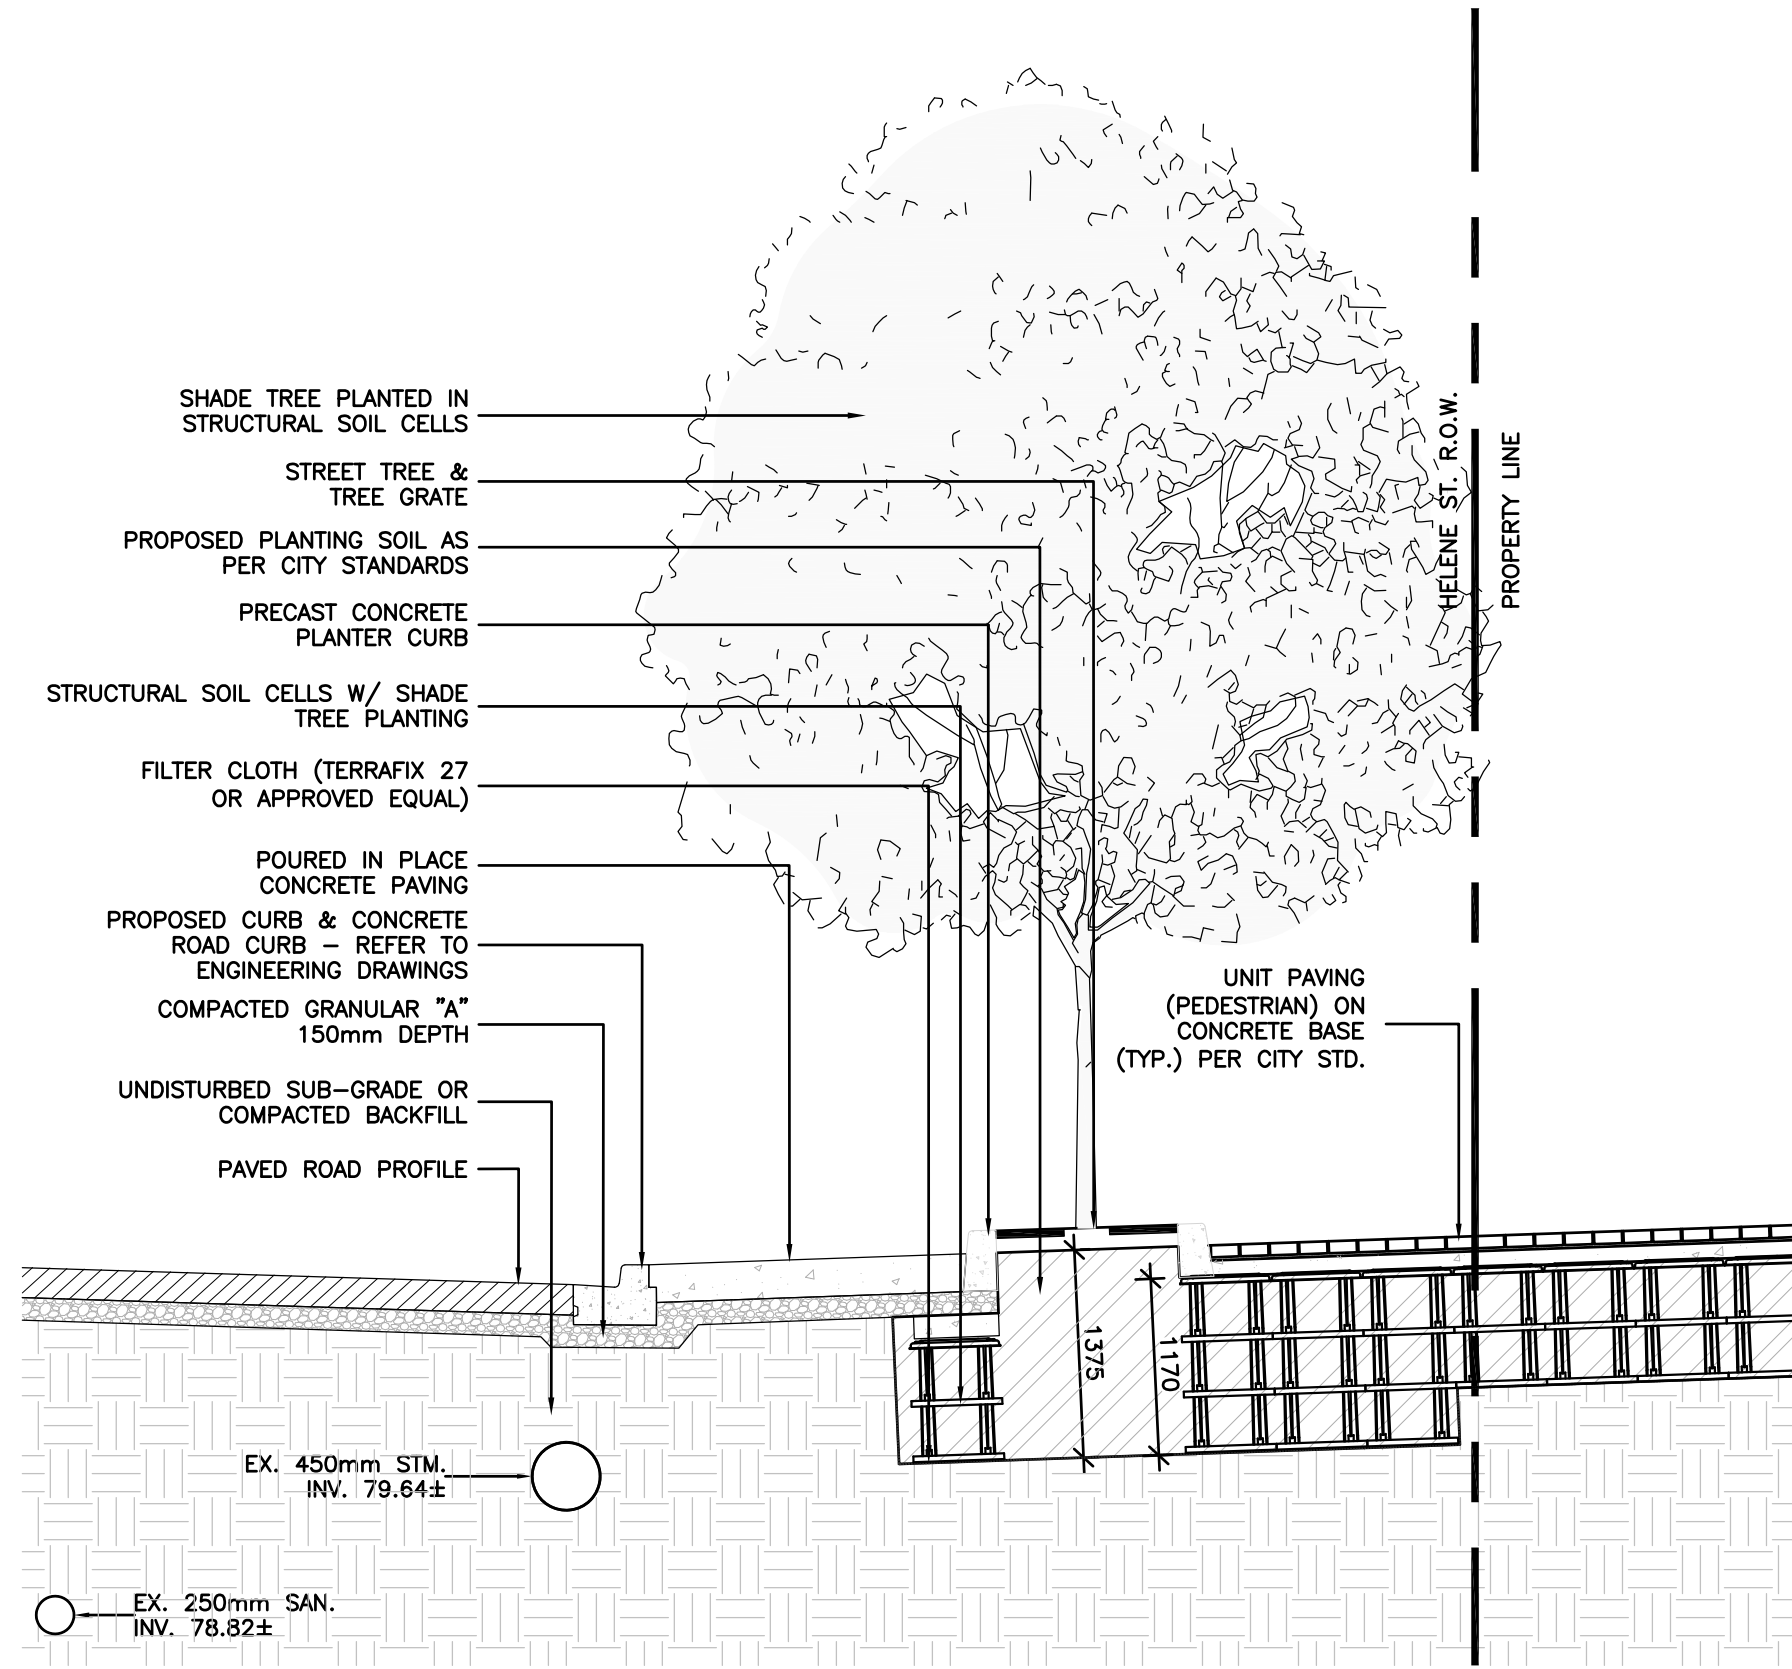 SHADE TREE PLANTED IN
STRUCTURAL SOIL CELLS
STREET TREE &
TREE GRATE
PROPOSED PLANTING SOIL AS
PER CITY STANDARDS
PRECAST CONCRETE
PLANTER CURB
STRUCTURAL SOIL CELLS W/ SHADE
TREE PLANTING
FILTER CLOTH (TERRAFIX 27
OR APPROVED EQUAL)
POURED IN PLACE
CONCRETE PAVING
PROPOSED CURB & CONCRETE
ROAD CURB – REFER TO
ENGINEERING DRAWINGS
COMPACTED GRANULAR "A"
150mm DEPTH
UNDISTURBED SUB-GRADE OR
COMPACTED BACKFILL
PAVED ROAD PROFILE
HELENE ST. R.O.W.
PROPERTY LINE
UNIT PAVING
(PEDESTRIAN) ON
CONCRETE BASE
(TYP.) PER CITY STD.
1375
1170
EX. 450mm STM.
INV. 79.64±
EX. 250mm SAN.
INV. 78.82±